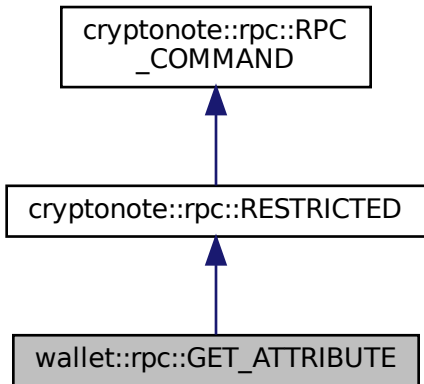 cryptonote::rpc::RPC
_COMMAND
cryptonote::rpc::RESTRICTED
wallet::rpc::GET_ATTRIBUTE